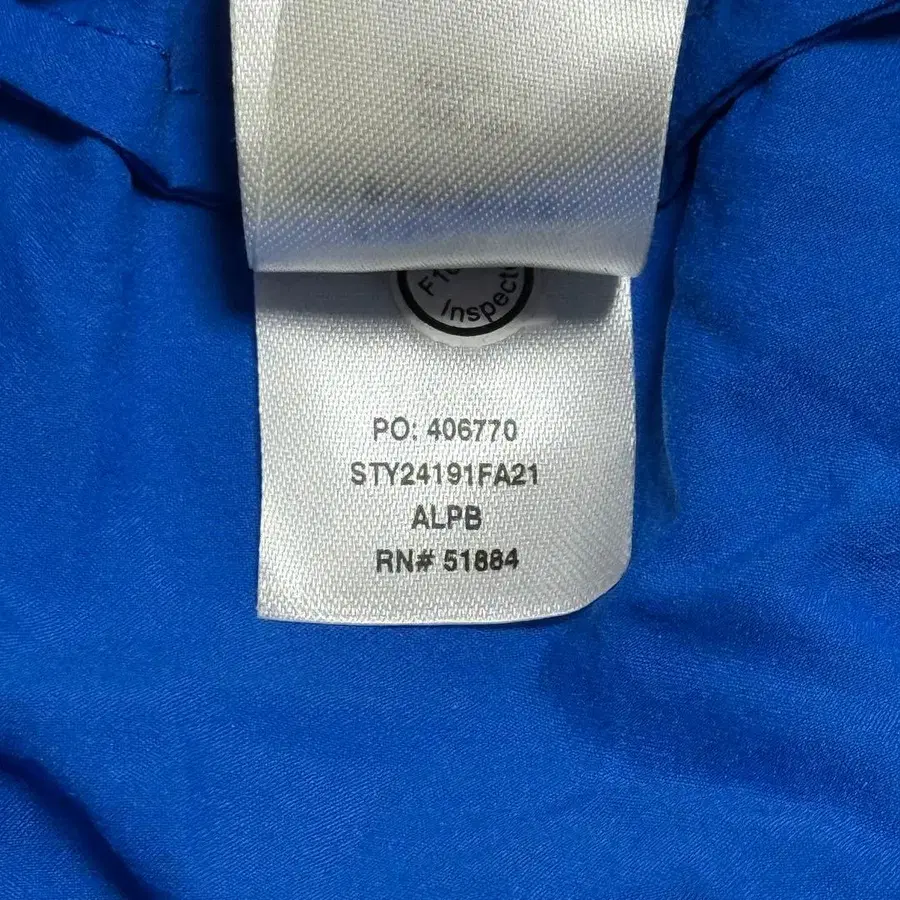 PO: 406770
STY24191FA21
ALPB
RN# 51884